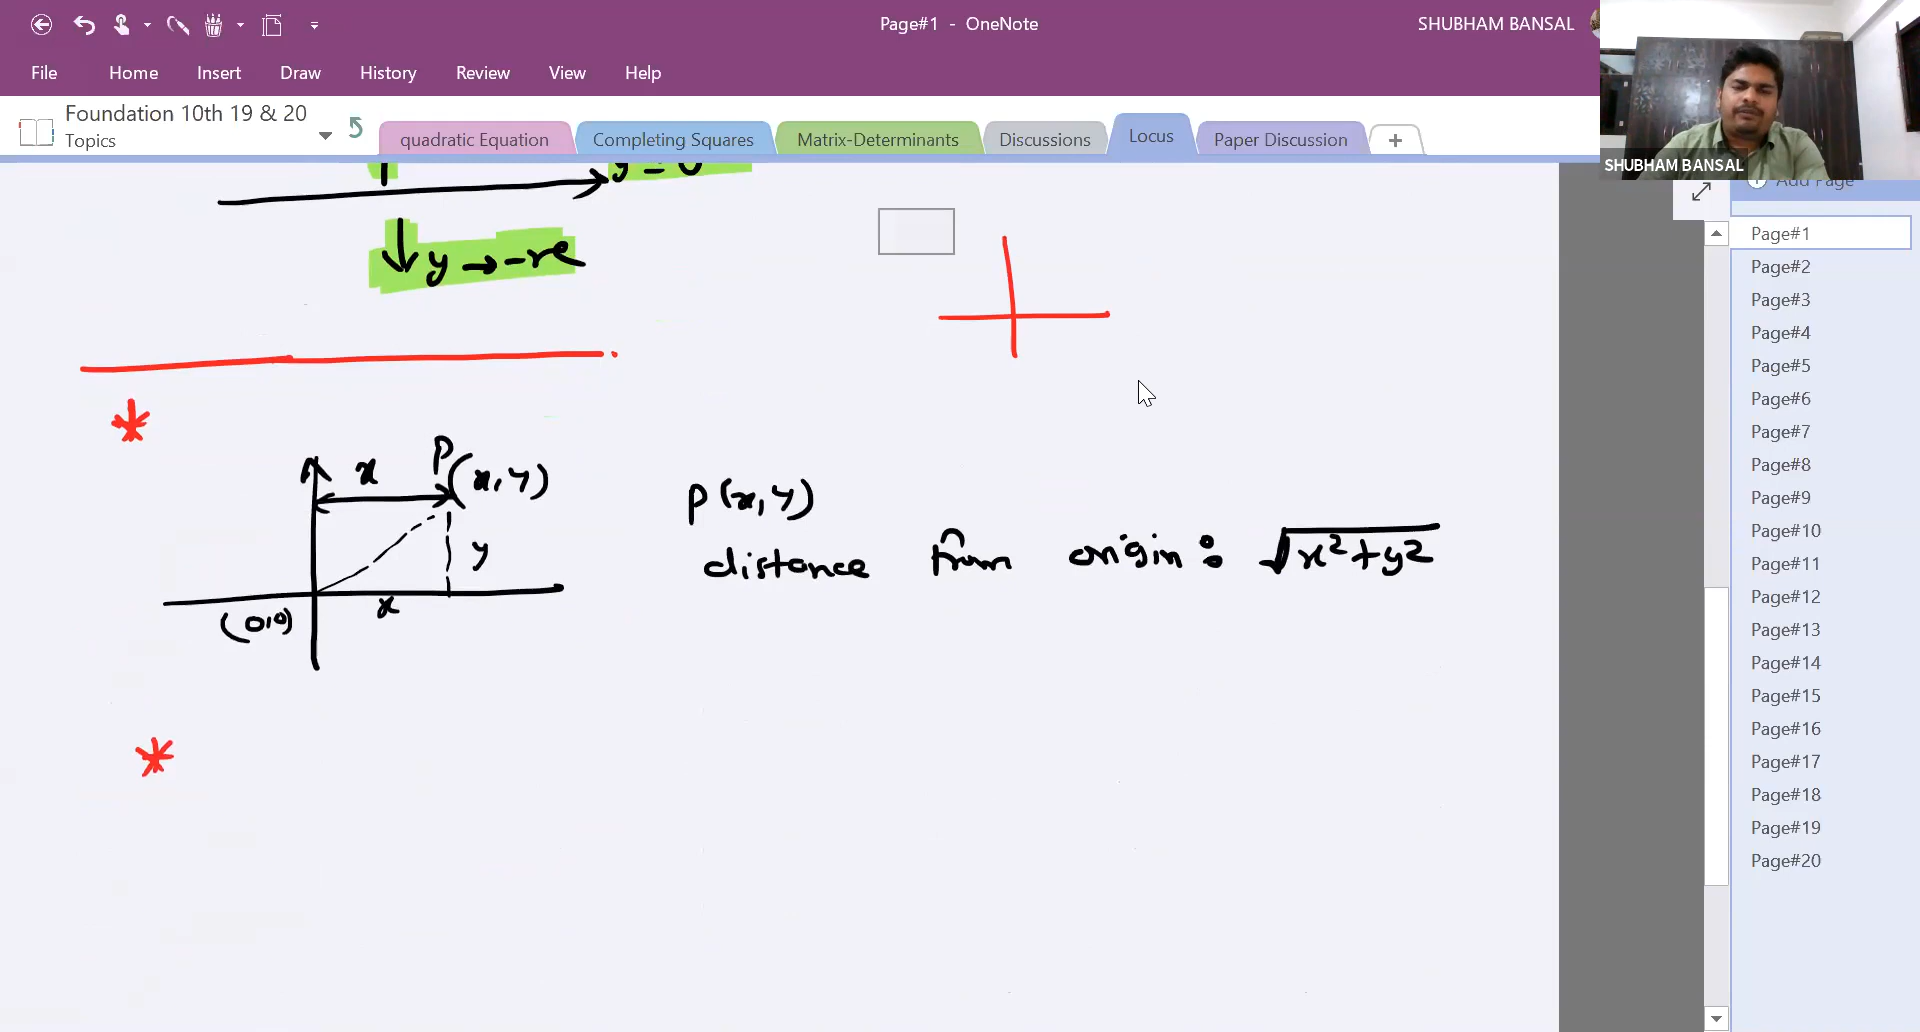 Page#1 - OneNote
SHUBHAM BANSAL
File Home Insert Draw History Review View Help
Foundation 10th 19 & 20
Topics
quadratic Equation
Completing Squares
Matrix-Determinants
Discussions
Locus
Paper Discussion
+
SHUBHAM BANSAL
Add Page
y → -ve
x
P
(x, y)
y
x
(0,0)
P (x, y)
distance from origin : √x²+y²
Page#1
Page#2
Page#3
Page#4
Page#5
Page#6
Page#7
Page#8
Page#9
Page#10
Page#11
Page#12
Page#13
Page#14
Page#15
Page#16
Page#17
Page#18
Page#19
Page#20